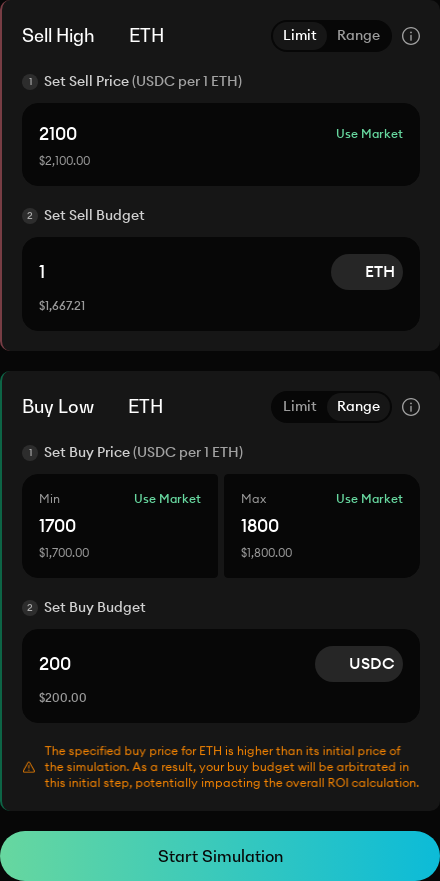 Sell High ETH Limit Range
1 Set Sell Price (USDC per 1 ETH)
2100 Use Market
$2,100.00
2 Set Sell Budget
1 ETH
$1,667.21
Buy Low ETH Limit Range
1 Set Buy Price (USDC per 1 ETH)
Min Use Market Max Use Market
1700 1800
$1,700.00 $1,800.00
2 Set Buy Budget
200 USDC
$200.00
The specified buy price for ETH is higher than its initial price of
the simulation. As a result, your buy budget will be arbitrated in
this initial step, potentially impacting the overall ROI calculation.
Start Simulation